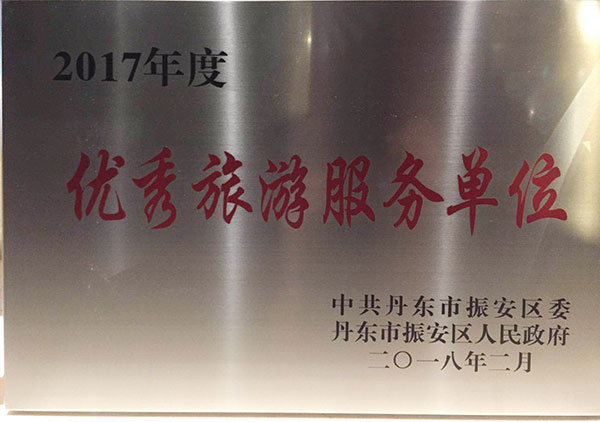 2017年度
优秀旅游服务单位
中共丹东市振安区委
丹东市振安区人民政府
二〇一八年二月